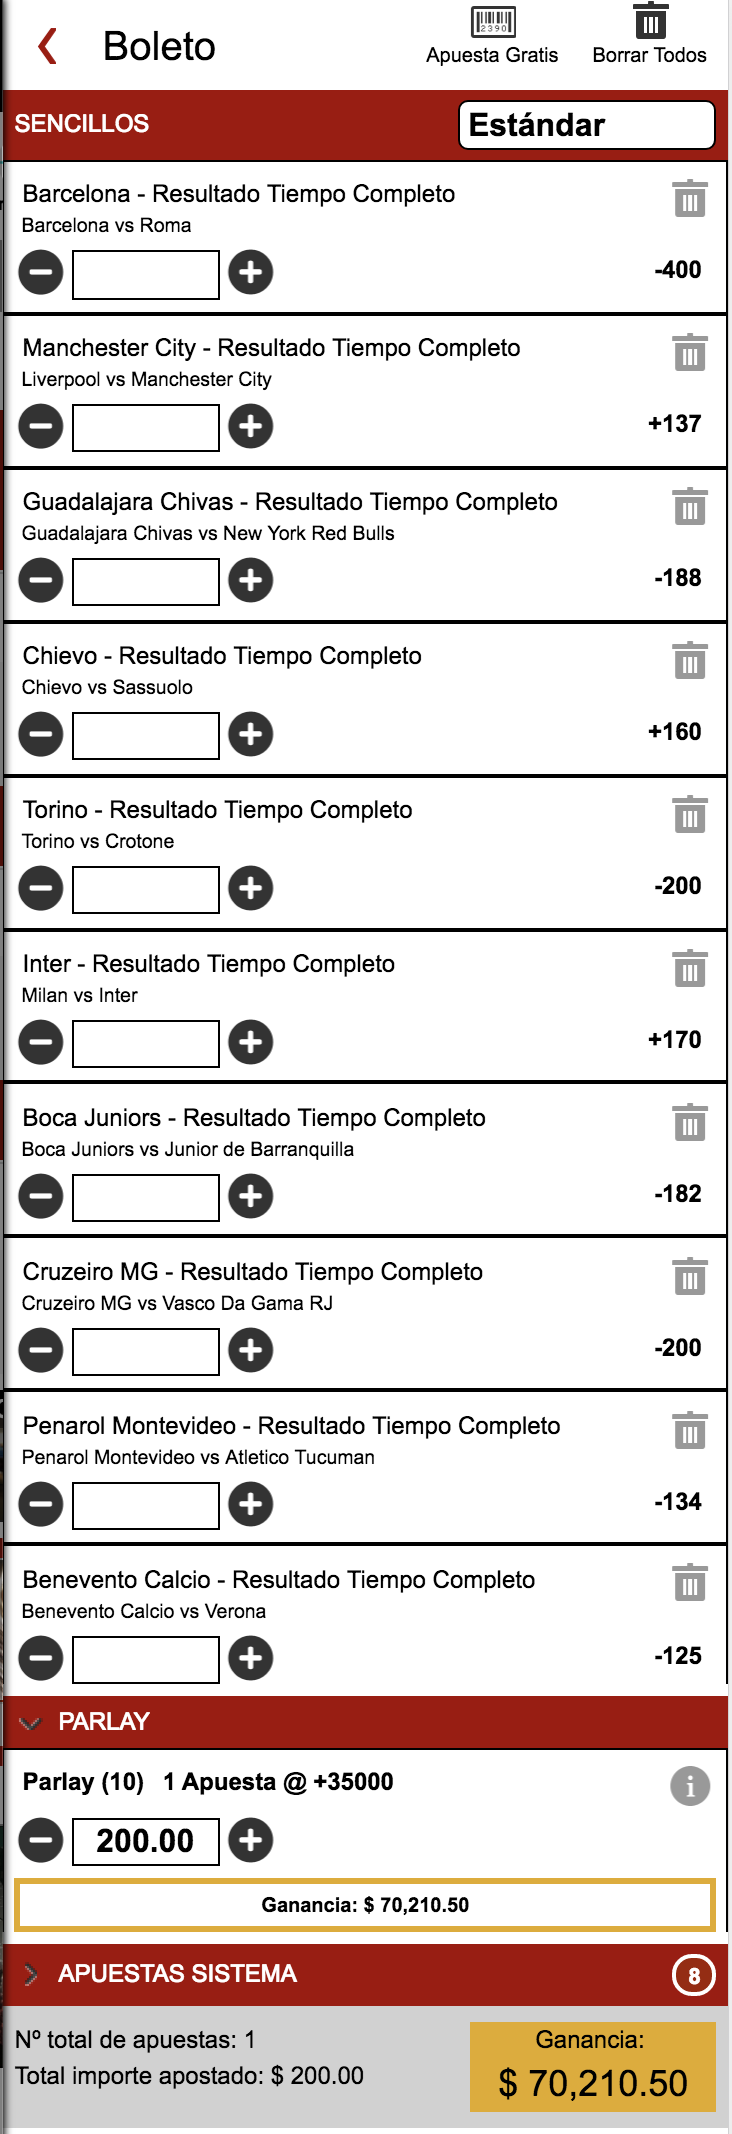 Boleto
2390
Apuesta Gratis
Borrar Todos
SENCILLOS
Estándar
Barcelona - Resultado Tiempo Completo
Barcelona vs Roma
-400
Manchester City - Resultado Tiempo Completo
Liverpool vs Manchester City
+137
Guadalajara Chivas - Resultado Tiempo Completo
Guadalajara Chivas vs New York Red Bulls
-188
Chievo - Resultado Tiempo Completo
Chievo vs Sassuolo
+160
Torino - Resultado Tiempo Completo
Torino vs Crotone
-200
Inter - Resultado Tiempo Completo
Milan vs Inter
+170
Boca Juniors - Resultado Tiempo Completo
Boca Juniors vs Junior de Barranquilla
-182
Cruzeiro MG - Resultado Tiempo Completo
Cruzeiro MG vs Vasco Da Gama RJ
-200
Penarol Montevideo - Resultado Tiempo Completo
Penarol Montevideo vs Atletico Tucuman
-134
Benevento Calcio - Resultado Tiempo Completo
Benevento Calcio vs Verona
-125
PARLAY
Parlay (10) 1 Apuesta @ +35000
200.00
Ganancia: $ 70,210.50
APUESTAS SISTEMA 8
Nº total de apuestas: 1
Total importe apostado: $ 200.00
Ganancia:
$ 70,210.50